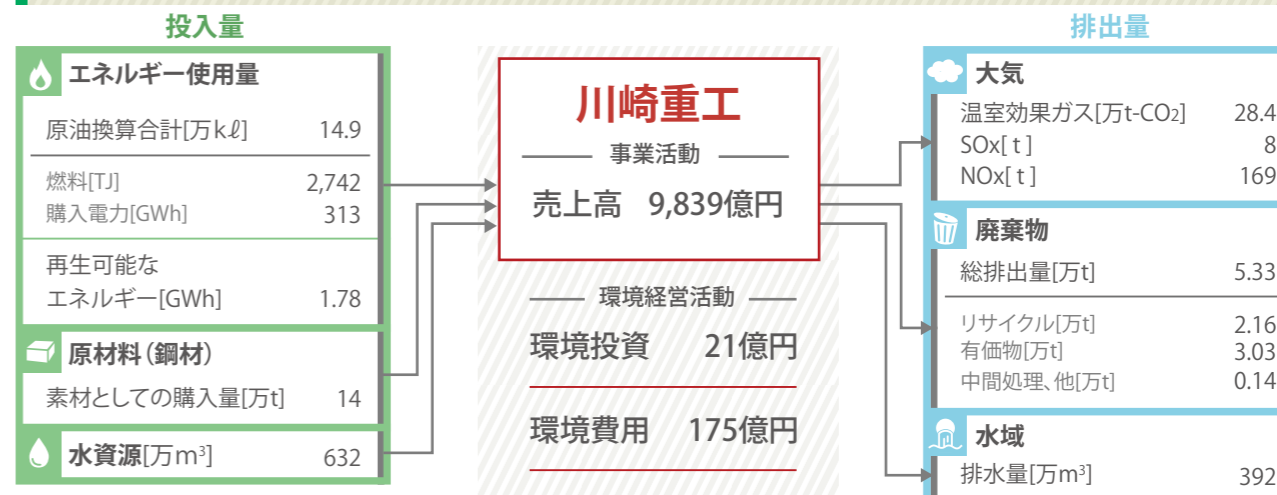 投入量
エネルギー使用量
原油換算合計[万kℓ] 14.9
燃料[TJ] 2,742
購入電力[GWh] 313
再生可能な
エネルギー[GWh] 1.78
原材料（鋼材）
素材としての購入量[万t] 14
水資源[万m³] 632
川崎重工
事業活動
売上高 9,839億円
環境経営活動
環境投資 21億円
環境費用 175億円
排出量
大気
温室効果ガス[万t-CO₂] 28.4
SOx[ t ] 8
NOx[ t ] 169
廃棄物
総排出量[万t] 5.33
リサイクル[万t] 2.16
有価物[万t] 3.03
中間処理、他[万t] 0.14
水域
排水量[万m³] 392